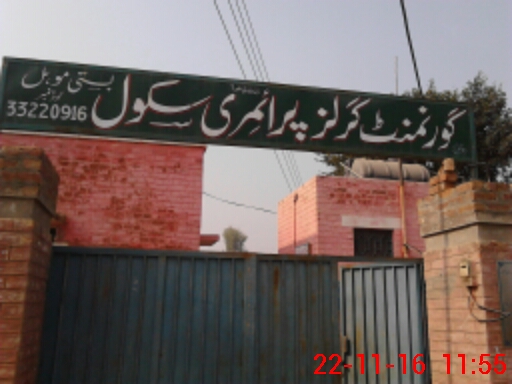 گورنمنٹ گرلز پرائمری سکول
بستی موہل
33220916
22-11-16 11:55